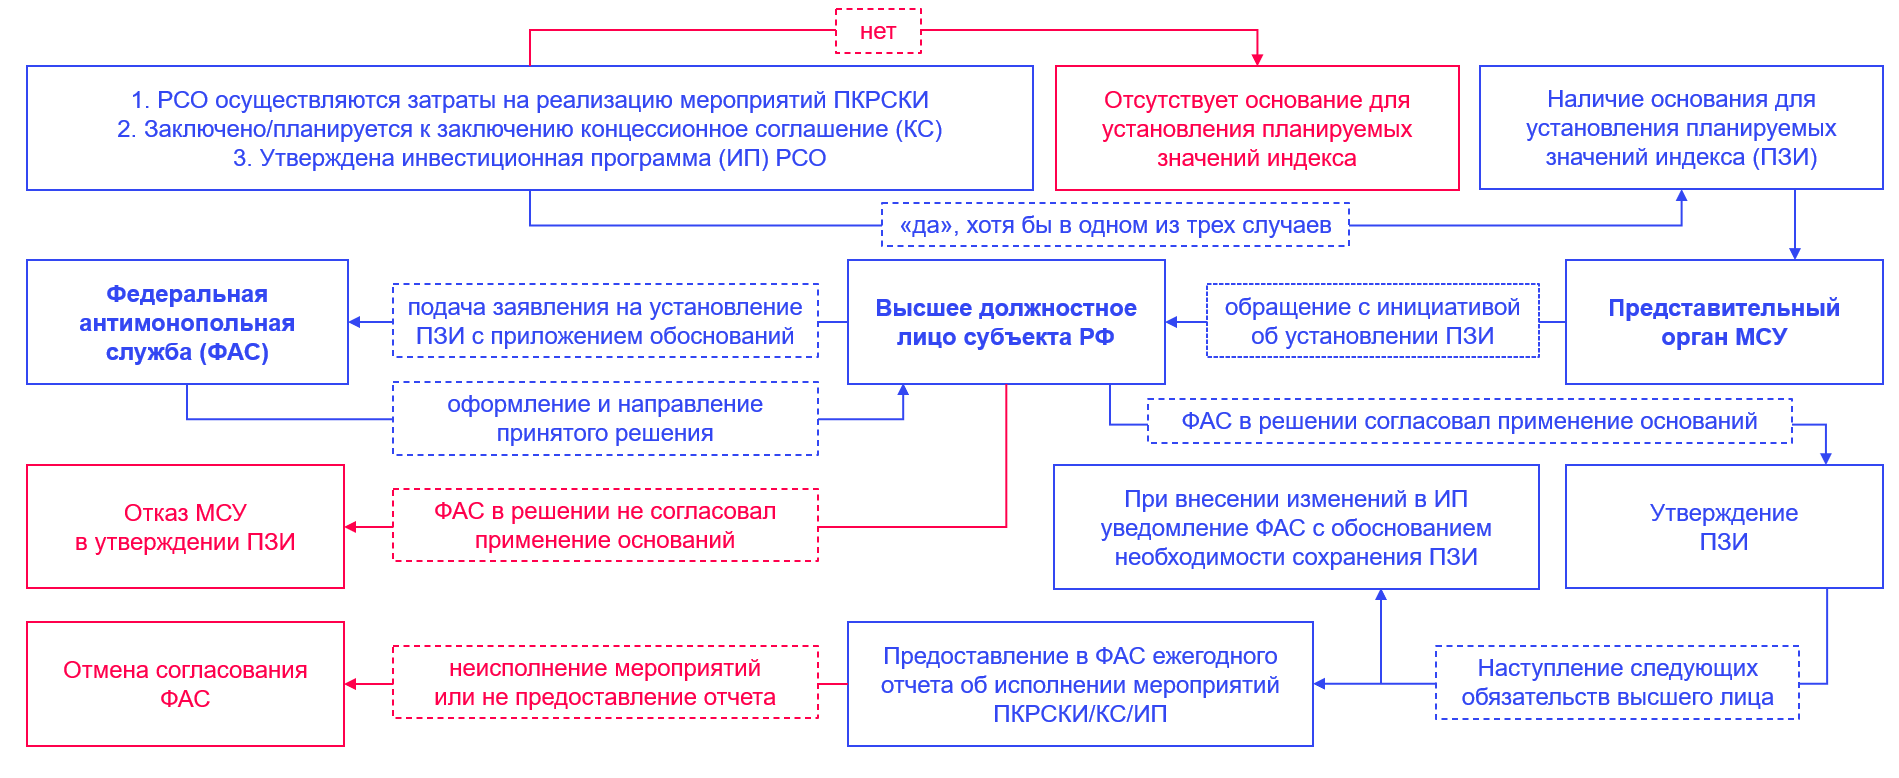 нет
1. РСО осуществляются затраты на реализацию мероприятий ПКРСКИ
2. Заключено/планируется к заключению концессионное соглашение (КС)
3. Утверждена инвестиционная программа (ИП) РСО
Отсутствует основание для
установления планируемых
значений индекса
Наличие основания для
установления планируемых
значений индекса (ПЗИ)
«да», хотя бы в одном из трех случаев
Федеральная
антимонопольная
служба (ФАС)
подача заявления на установление
ПЗИ с приложением обоснований
Высшее должностное
лицо субъекта РФ
обращение с инициативой
об установлении ПЗИ
Представительный
орган МСУ
оформление и направление
принятого решения
ФАС в решении согласовал применение оснований
Отказ МСУ
в утверждении ПЗИ
ФАС в решении не согласовал
применение оснований
При внесении изменений в ИП
уведомление ФАС с обоснованием
необходимости сохранения ПЗИ
Утверждение
ПЗИ
Отмена согласования
ФАС
неисполнение мероприятий
или не предоставление отчета
Предоставление в ФАС ежегодного
отчета об исполнении мероприятий
ПКРСКИ/КС/ИП
Наступление следующих
обязательств высшего лица